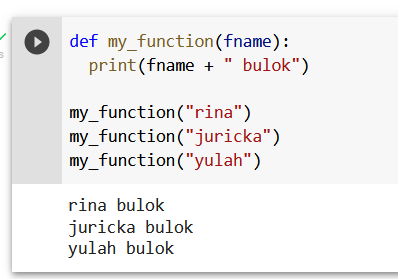 def my_function(fname):
  print(fname + " bulok")

my_function("rina")
my_function("juricka")
my_function("yulah")

rina bulok
juricka bulok
yulah bulok